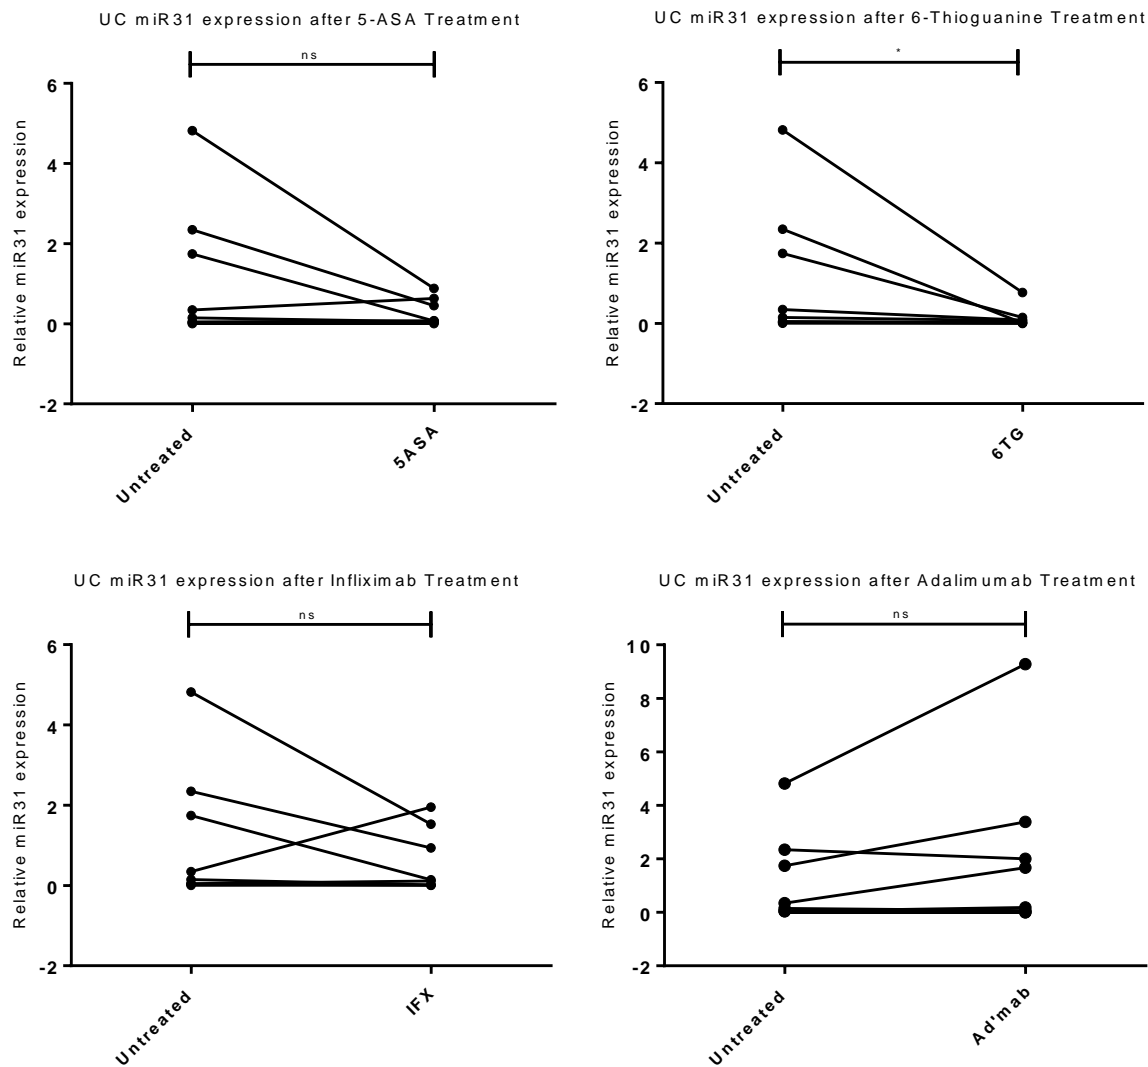 UC miR31 expression after 5-ASA Treatment
ns
6
4
2
0
-2
Relative miR31 expression
Untreated
5ASA
UC miR31 expression after 6-Thioguanine Treatment
*
6
4
2
0
-2
Relative miR31 expression
Untreated
6TG
UC miR31 expression after Infliximab Treatment
ns
6
4
2
0
-2
Relative miR31 expression
Untreated
IFX
UC miR31 expression after Adalimumab Treatment
ns
10
8
6
4
2
0
-2
Relative miR31 expression
Untreated
Ad'mab